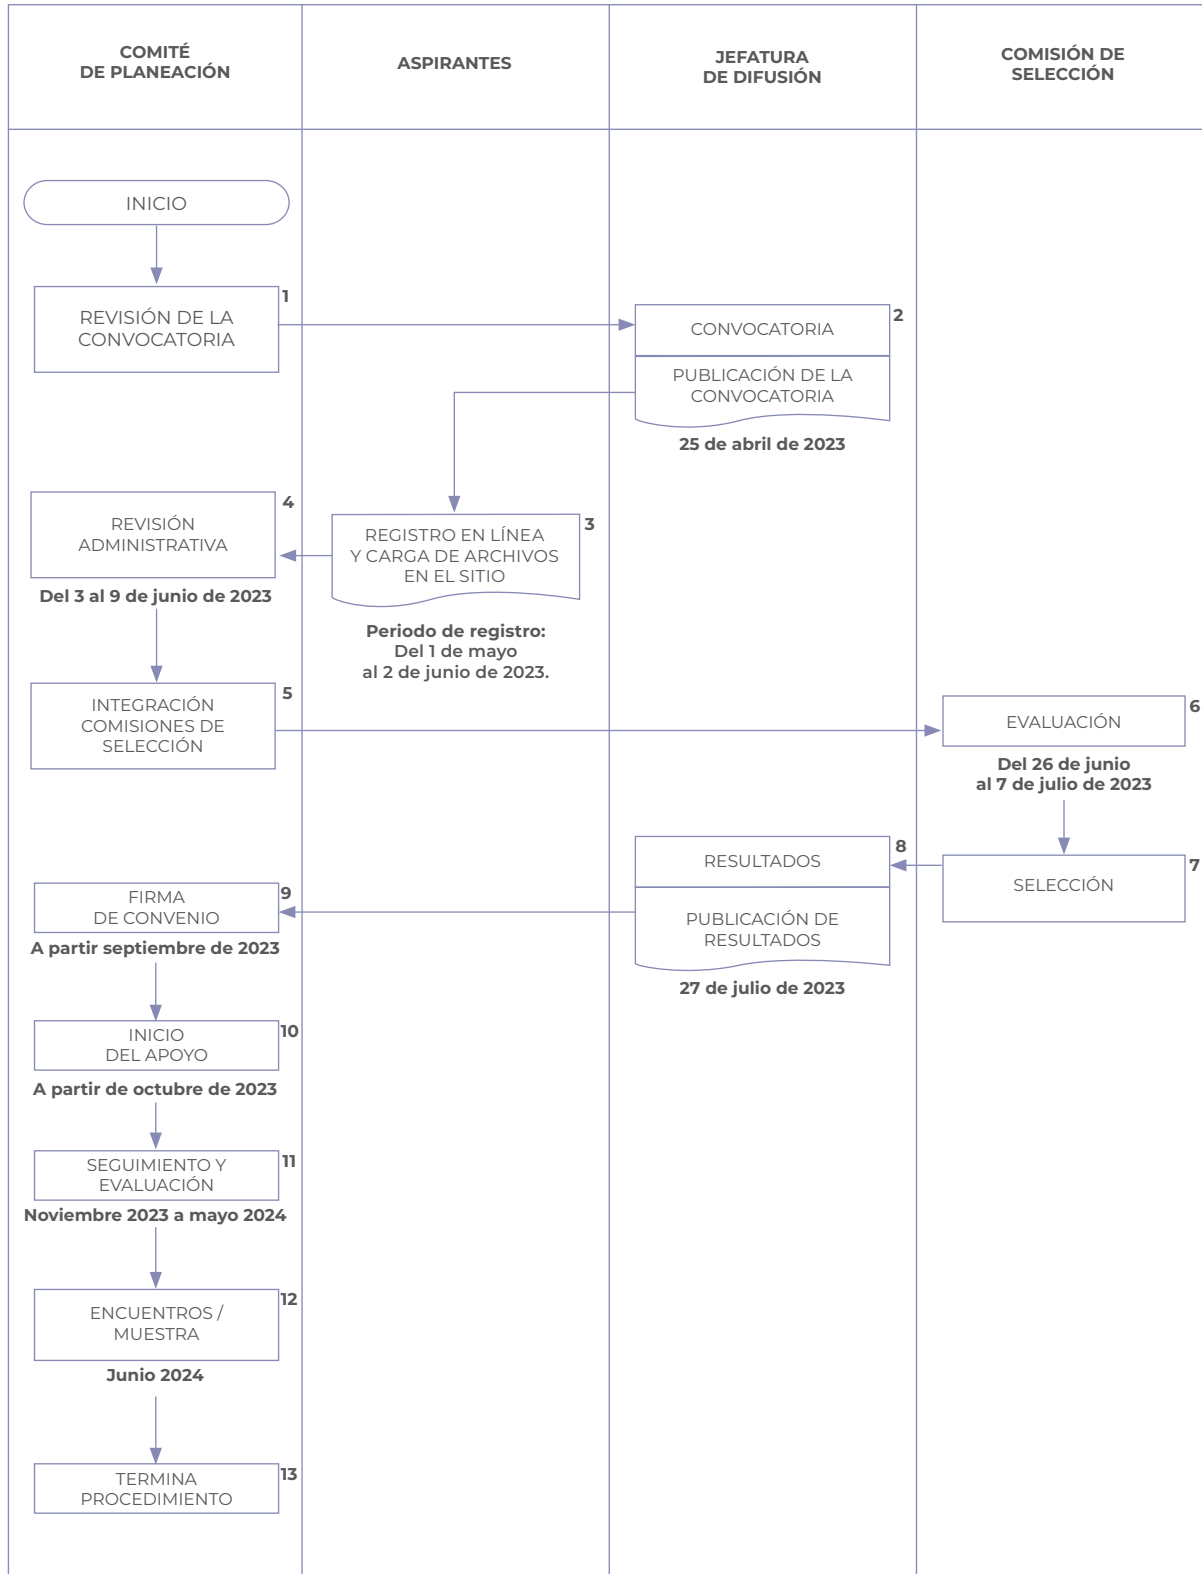 COMITÉ
DE PLANEACIÓN
ASPIRANTES
JEFATURA
DE DIFUSIÓN
COMISIÓN DE
SELECCIÓN
INICIO
1
REVISIÓN DE LA
CONVOCATORIA
2
CONVOCATORIA
PUBLICACIÓN DE LA
CONVOCATORIA
25 de abril de 2023
3
REGISTRO EN LÍNEA
Y CARGA DE ARCHIVOS
EN EL SITIO
Periodo de registro:
Del 1 de mayo
al 2 de junio de 2023.
4
REVISIÓN
ADMINISTRATIVA
Del 3 al 9 de junio de 2023
5
INTEGRACIÓN
COMISIONES DE
SELECCIÓN
6
EVALUACIÓN
Del 26 de junio
al 7 de julio de 2023
7
SELECCIÓN
8
RESULTADOS
PUBLICACIÓN DE
RESULTADOS
27 de julio de 2023
9
FIRMA
DE CONVENIO
A partir septiembre de 2023
10
INICIO
DEL APOYO
A partir de octubre de 2023
11
SEGUIMIENTO Y
EVALUACIÓN
Noviembre 2023 a mayo 2024
12
ENCUENTROS /
MUESTRA
Junio 2024
13
TERMINA
PROCEDIMIENTO